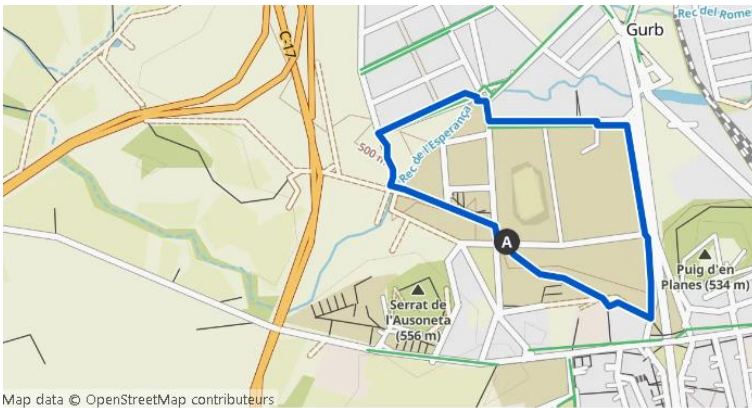 Rec del Rome
Gurb
C-17
Rec de l'Esperança
500 m
A
Puig d'en
Planes (534 m)
Serrat de
l'Ausoneta
(556 m)
Map data © OpenStreetMap contributeurs